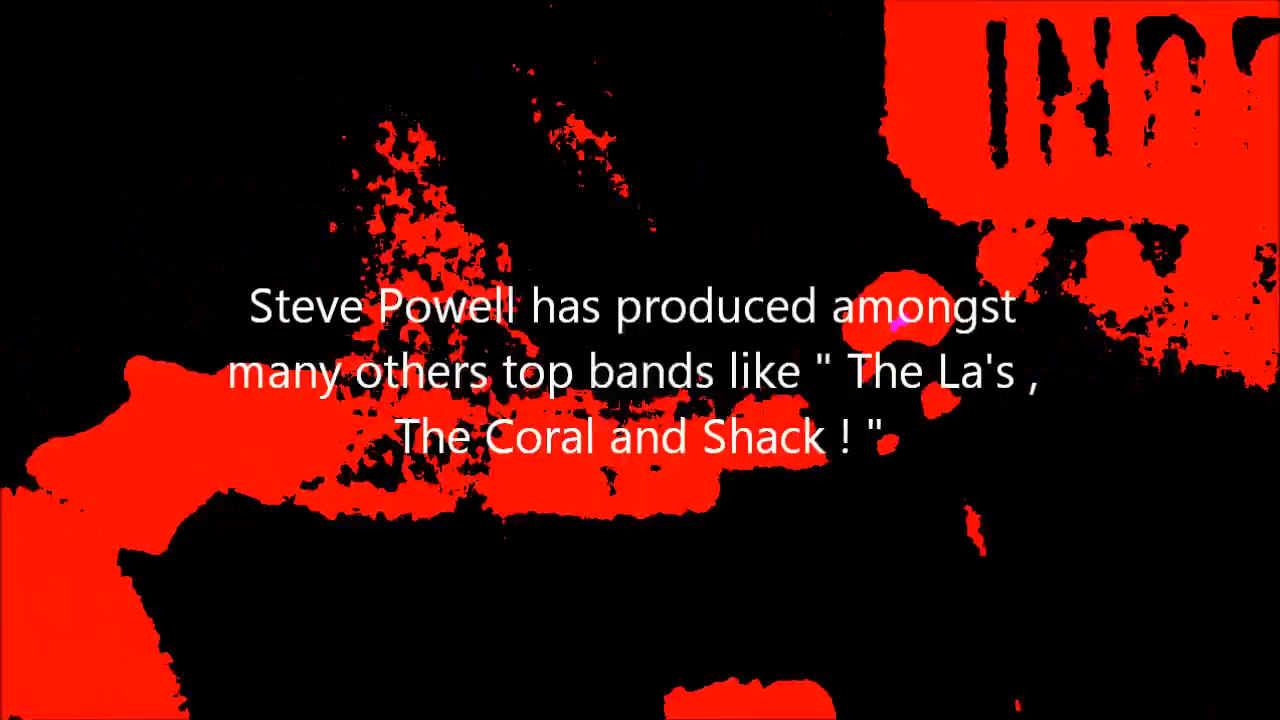 Steve Powell has produced amongst
many others top bands like " The La's ,
The Coral and Shack ! "